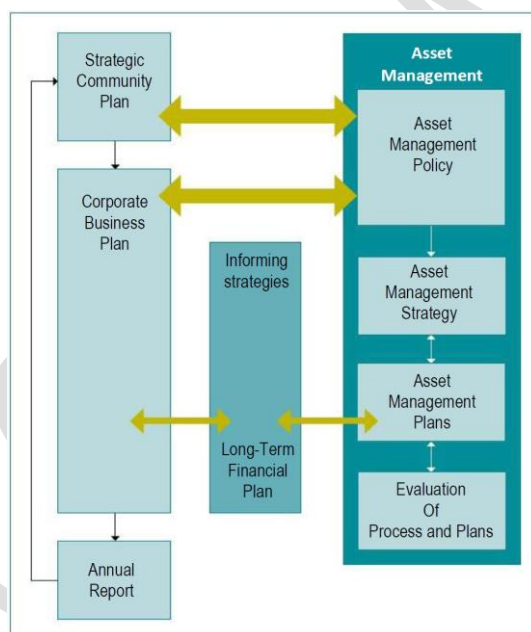 Strategic
Community
Plan
Corporate
Business
Plan
Annual
Report
Informing
strategies
Long-Term
Financial
Plan
Asset
Management
Asset
Management
Policy
Asset
Management
Strategy
Asset
Management
Plans
Evaluation
Of
Process and Plans